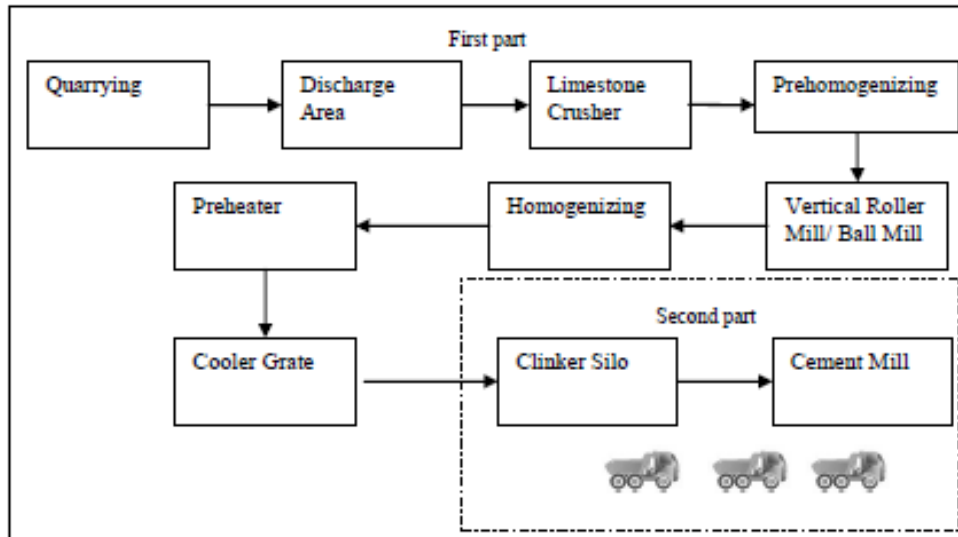 First part
Quarrying
Discharge
Area
Limestone
Crusher
Prehomogenizing
Preheater
Homogenizing
Vertical Roller
Mill/ Ball Mill
Second part
Cooler Grate
Clinker Silo
Cement Mill